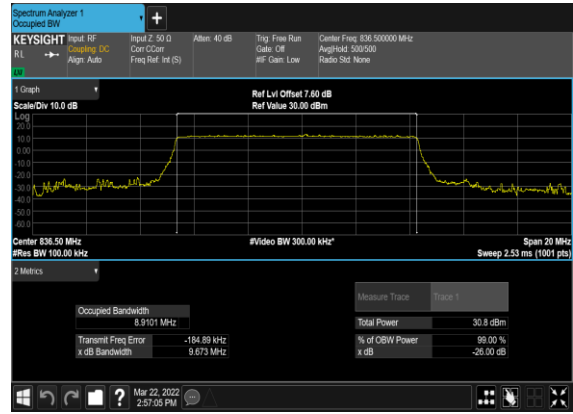 Spectrum Analyzer 1
Occupied BW
KEYSIGHT Input: RF Input Z: 50 Ω Atten: 40 dB Trig: Free Run Center Freq: 836.500000 MHz
RL Coupling: DC Corr CCorr Gate: Off Avg|Hold: 500/500
Align: Auto Freq Ref: Int (S) #IF Gain: Low Radio Std: None
LW
1 Graph Ref Lvl Offset 7.60 dB
Scale/Div 10.0 dB Ref Value 30.00 dBm
Log
20.0
10.0
0.00
-10.0
-20.0
-30.0
-40.0
-50.0
-60.0
Center 836.50 MHz #Video BW 300.00 kHz* Span 20 MHz
#Res BW 100.00 kHz Sweep 2.53 ms (1001 pts)
2 Metrics
Measure Trace Trace 1
Occupied Bandwidth
8.9101 MHz Total Power 30.8 dBm
Transmit Freq Error -184.89 kHz % of OBW Power 99.00 %
x dB Bandwidth 9.673 MHz x dB -26.00 dB
? Mar 22, 2022
2:57:05 PM